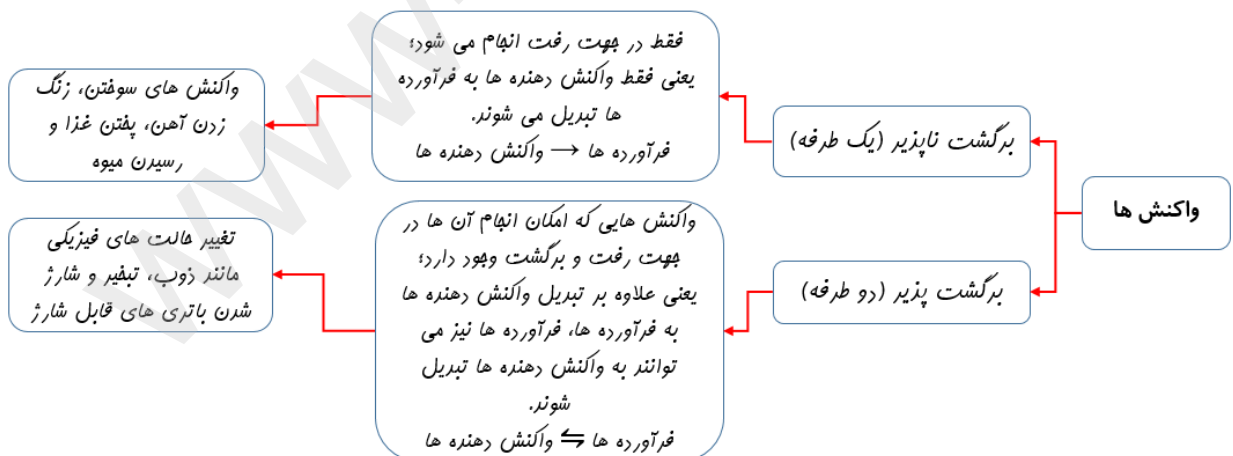 واکنش ها
برگشت ناپذیر (یک طرفه)
فقط در جهت رفت انجام می شود؛
یعنی فقط واکنش دهنده ها به فرآورده
ها تبدیل می شوند.
فرآورده ها ⟶ واکنش دهنده ها
واکنش های سوختن، زنگ
زدن آهن، پختن غذا و
رسیدن میوه
برگشت پذیر (دو طرفه)
واکنش هایی که امکان انجام آن ها در
جهت رفت و برگشت وجود دارد؛
یعنی علاوه بر تبدیل واکنش دهنده ها
به فرآورده ها، فرآورده ها نیز می
توانند به واکنش دهنده ها تبدیل
شوند.
فرآورده ها ⇆ واکنش دهنده ها
تغییر حالت های فیزیکی
مانند ذوب، تبخیر و شارژ
شدن باتری های قابل شارژ
www.